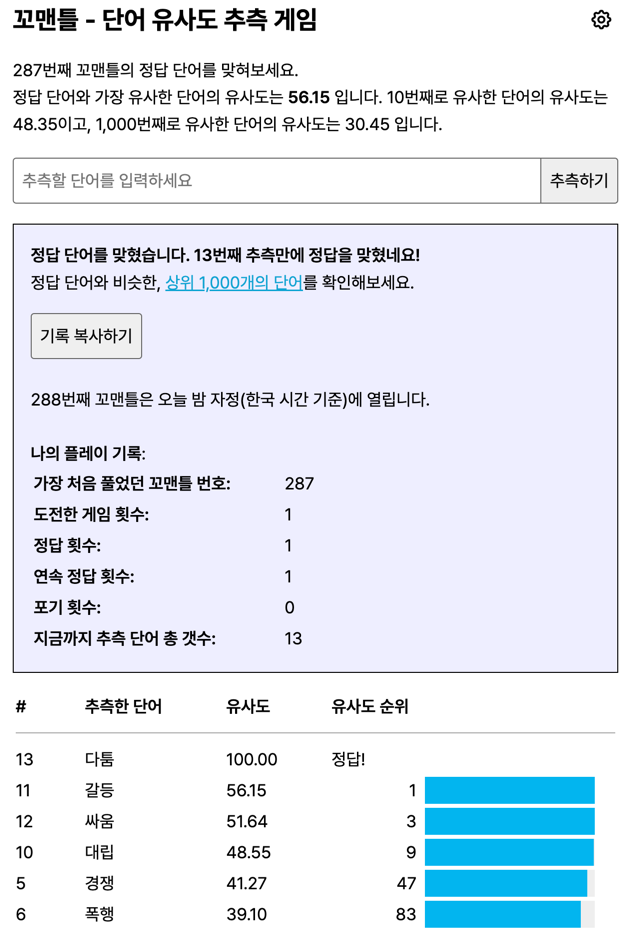 꼬맨틀 - 단어 유사도 추측 게임
287번째 꼬맨틀의 정답 단어를 맞혀보세요.
정답 단어와 가장 유사한 단어의 유사도는 56.15 입니다. 10번째로 유사한 단어의 유사도는
48.35이고, 1,000번째로 유사한 단어의 유사도는 30.45 입니다.
추측할 단어를 입력하세요 추측하기
정답 단어를 맞혔습니다. 13번째 추측만에 정답을 맞혔네요!
정답 단어와 비슷한, 상위 1,000개의 단어를 확인해보세요.
기록 복사하기
288번째 꼬맨틀은 오늘 밤 자정(한국 시간 기준)에 열립니다.
나의 플레이 기록:
가장 처음 풀었던 꼬맨틀 번호: 287
도전한 게임 횟수: 1
정답 횟수: 1
연속 정답 횟수: 1
포기 횟수: 0
지금까지 추측 단어 총 갯수: 13
# 추측한 단어 유사도 유사도 순위
13 다툼 100.00 정답!
11 갈등 56.15 1
12 싸움 51.64 3
10 대립 48.55 9
5 경쟁 41.27 47
6 폭행 39.10 83